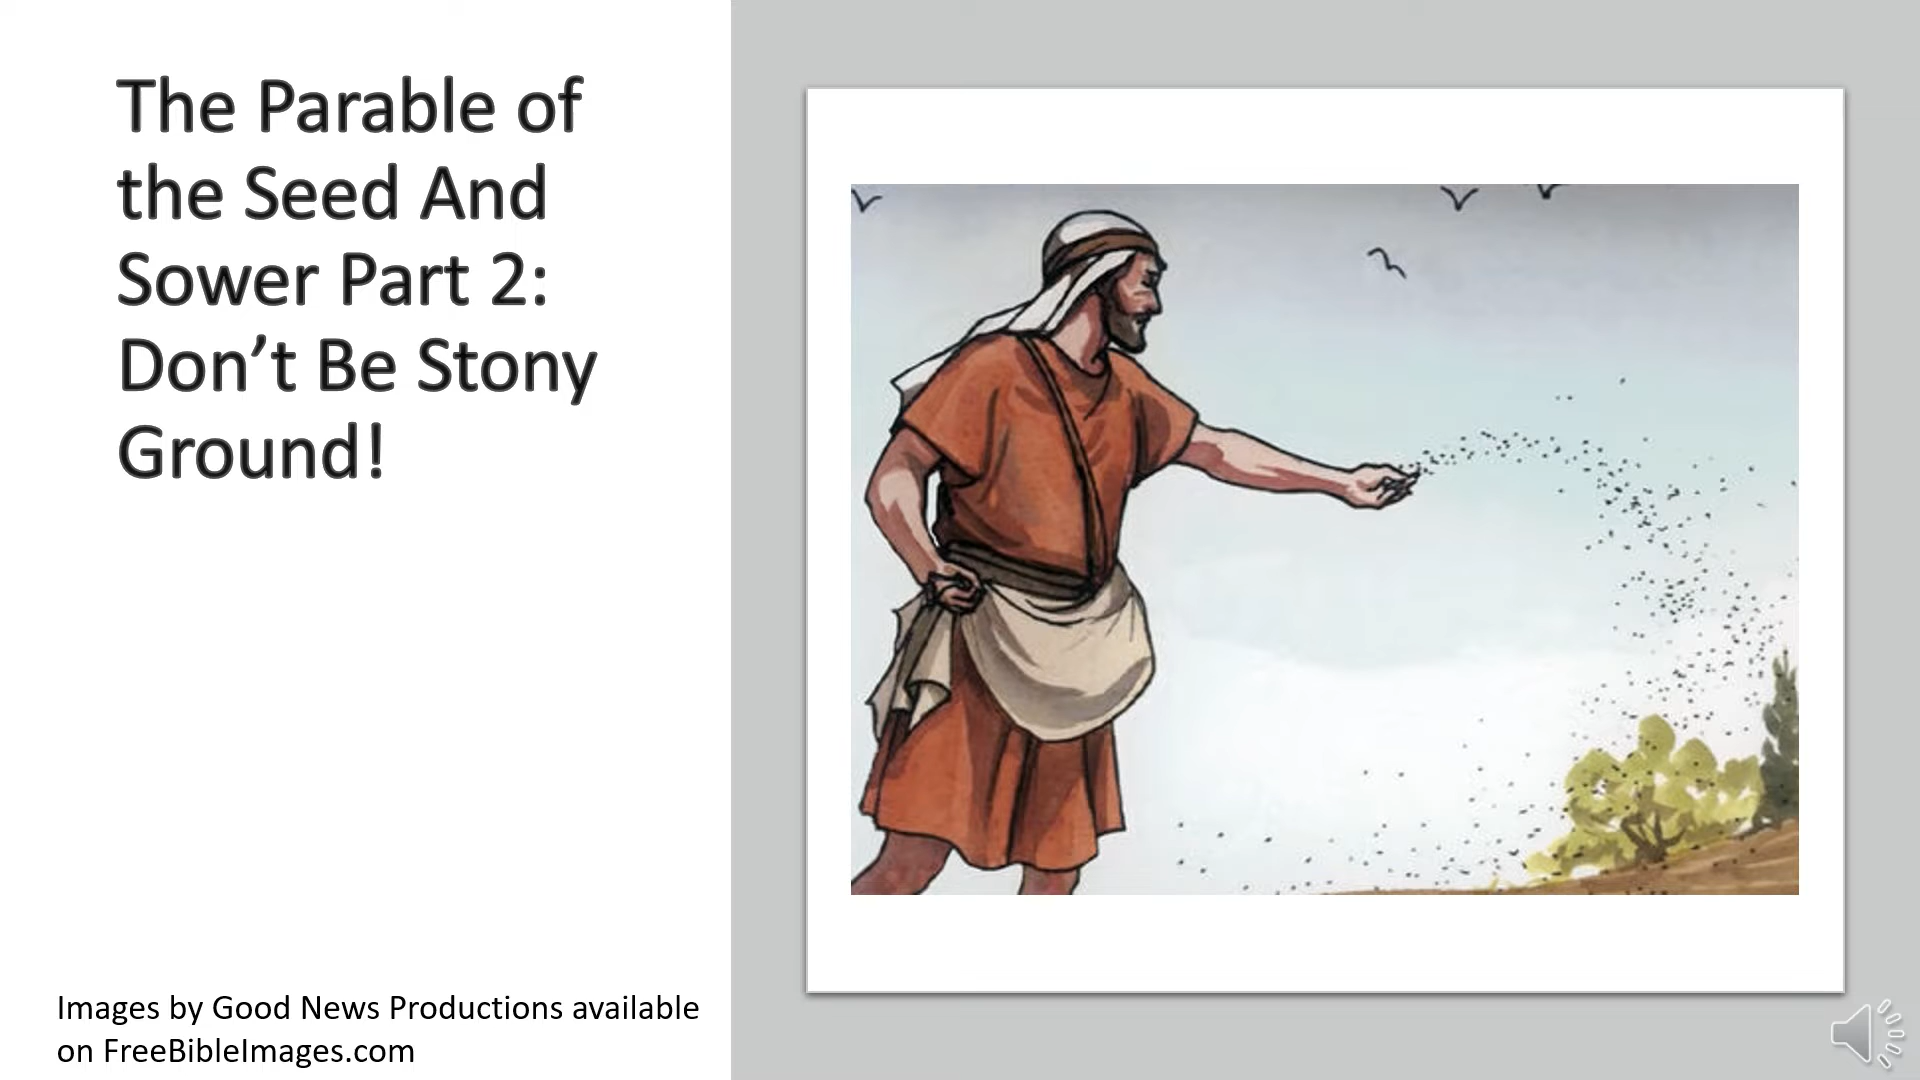 The Parable of
the Seed And
Sower Part 2:
Don’t Be Stony
Ground!
Images by Good News Productions available
on FreeBibleImages.com